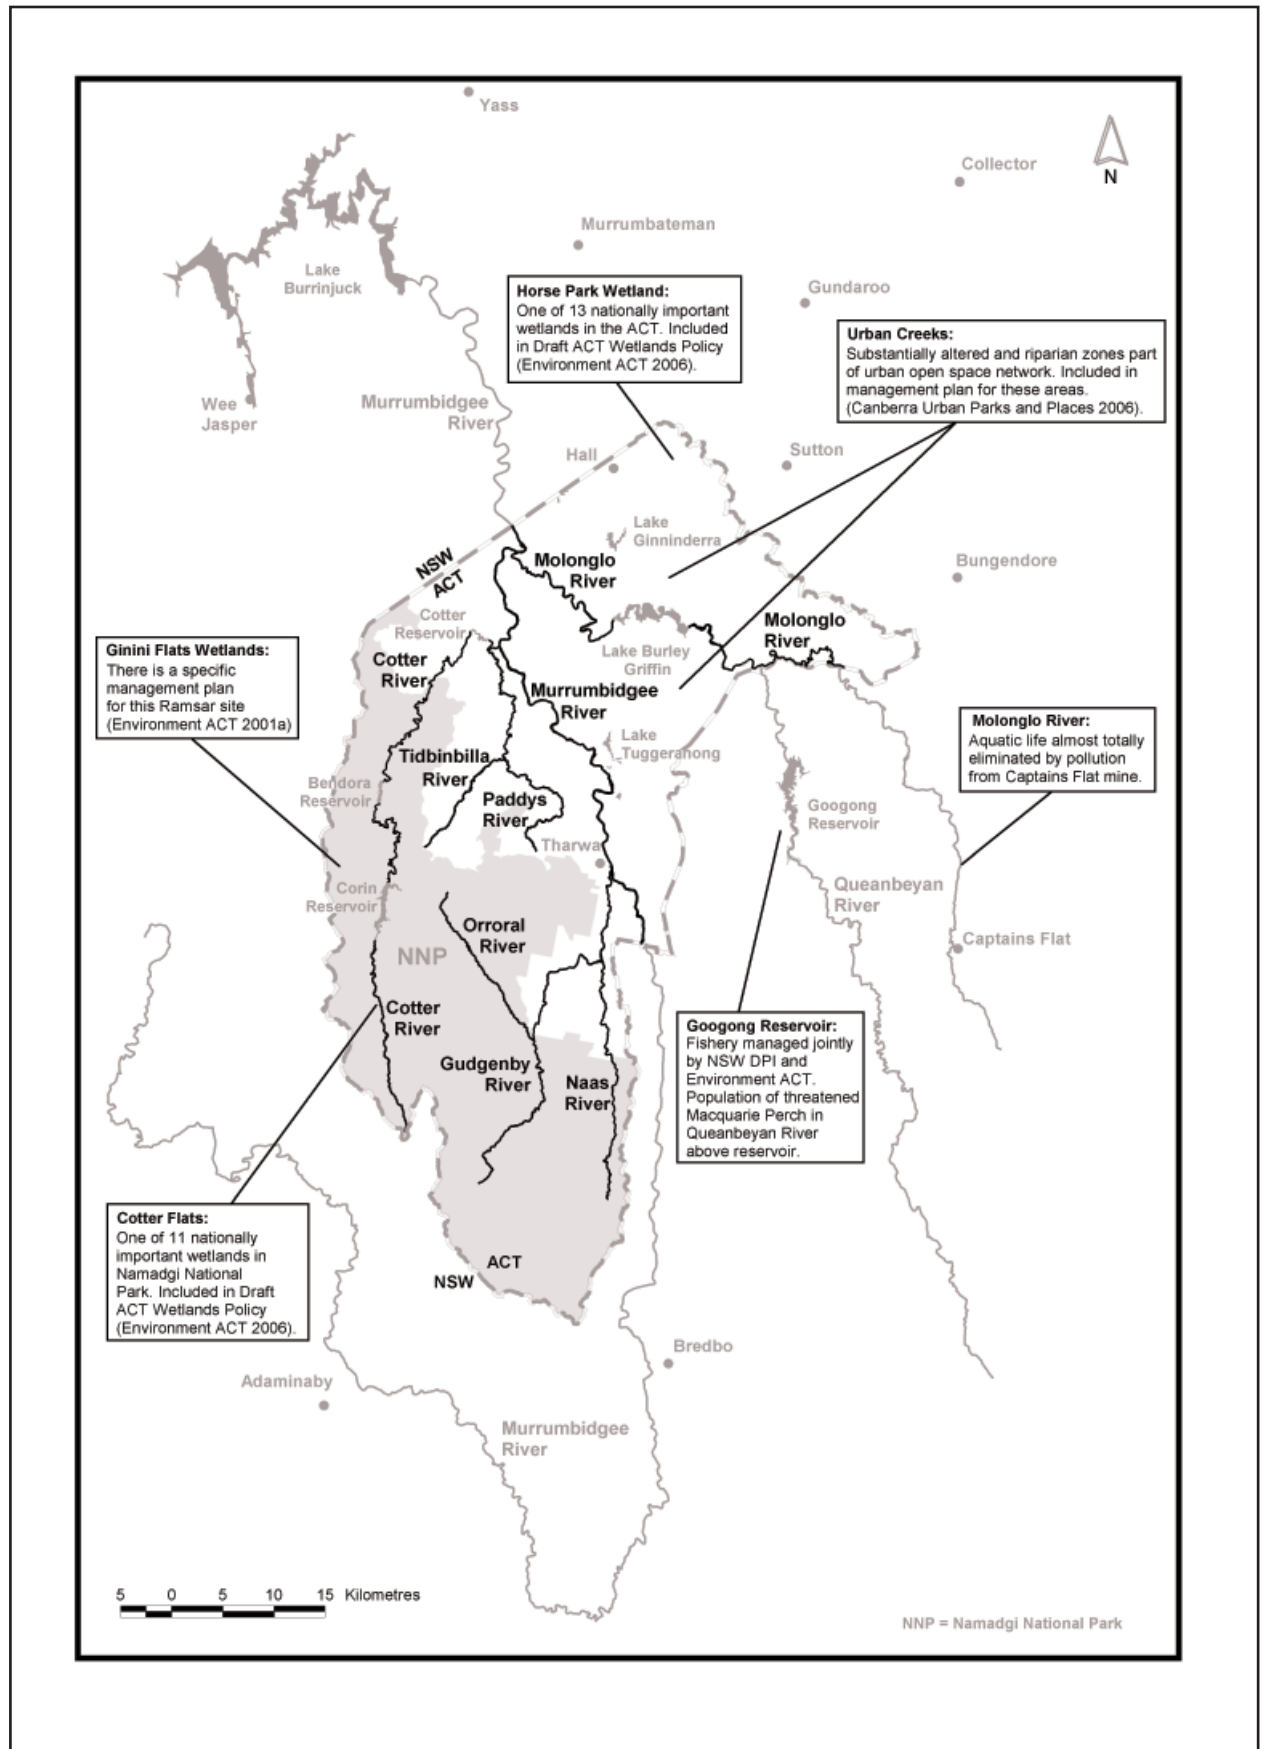 Yass
Collector
N
Murrumbateman
Lake
Burrinjuck
Gundaroo
Horse Park Wetland:
One of 13 nationally important
wetlands in the ACT. Included
in Draft ACT Wetlands Policy
(Environment ACT 2006).
Urban Creeks:
Substantially altered and riparian zones part
of urban open space network. Included in
management plan for these areas.
(Canberra Urban Parks and Places 2006).
Wee
Jasper
Murrumbidgee
River
Hall
Sutton
Lake
Ginninderra
NSW
ACT
Molonglo
River
Bungendore
Cotter
Reservoir
Molonglo
River
Lake Burley
Griffin
Ginini Flats Wetlands:
There is a specific
management plan
for this Ramsar site
(Environment ACT 2001a)
Cotter
River
Murrumbidgee
River
Molonglo River:
Aquatic life almost totally
eliminated by pollution
from Captains Flat mine.
Lake
Tuggerahong
Tidbinbilla
River
Bendora
Reservoir
Paddys
River
Googong
Reservoir
Tharwa
Corin
Reservoir
Queanbeyan
River
Orroral
River
Captains Flat
NNP
Cotter
River
Googong Reservoir:
Fishery managed jointly
by NSW DPI and
Environment ACT.
Population of threatened
Macquarie Perch in
Queanbeyan River
above reservoir.
Gudgenby
River
Naas
River
Cotter Flats:
One of 11 nationally
important wetlands in
Namadgi National
Park. Included in Draft
ACT Wetlands Policy
(Environment ACT 2006).
ACT
NSW
Bredbo
Adaminaby
Murrumbidgee
River
5 0 5 10 15 Kilometres
NNP = Namadgi National Park